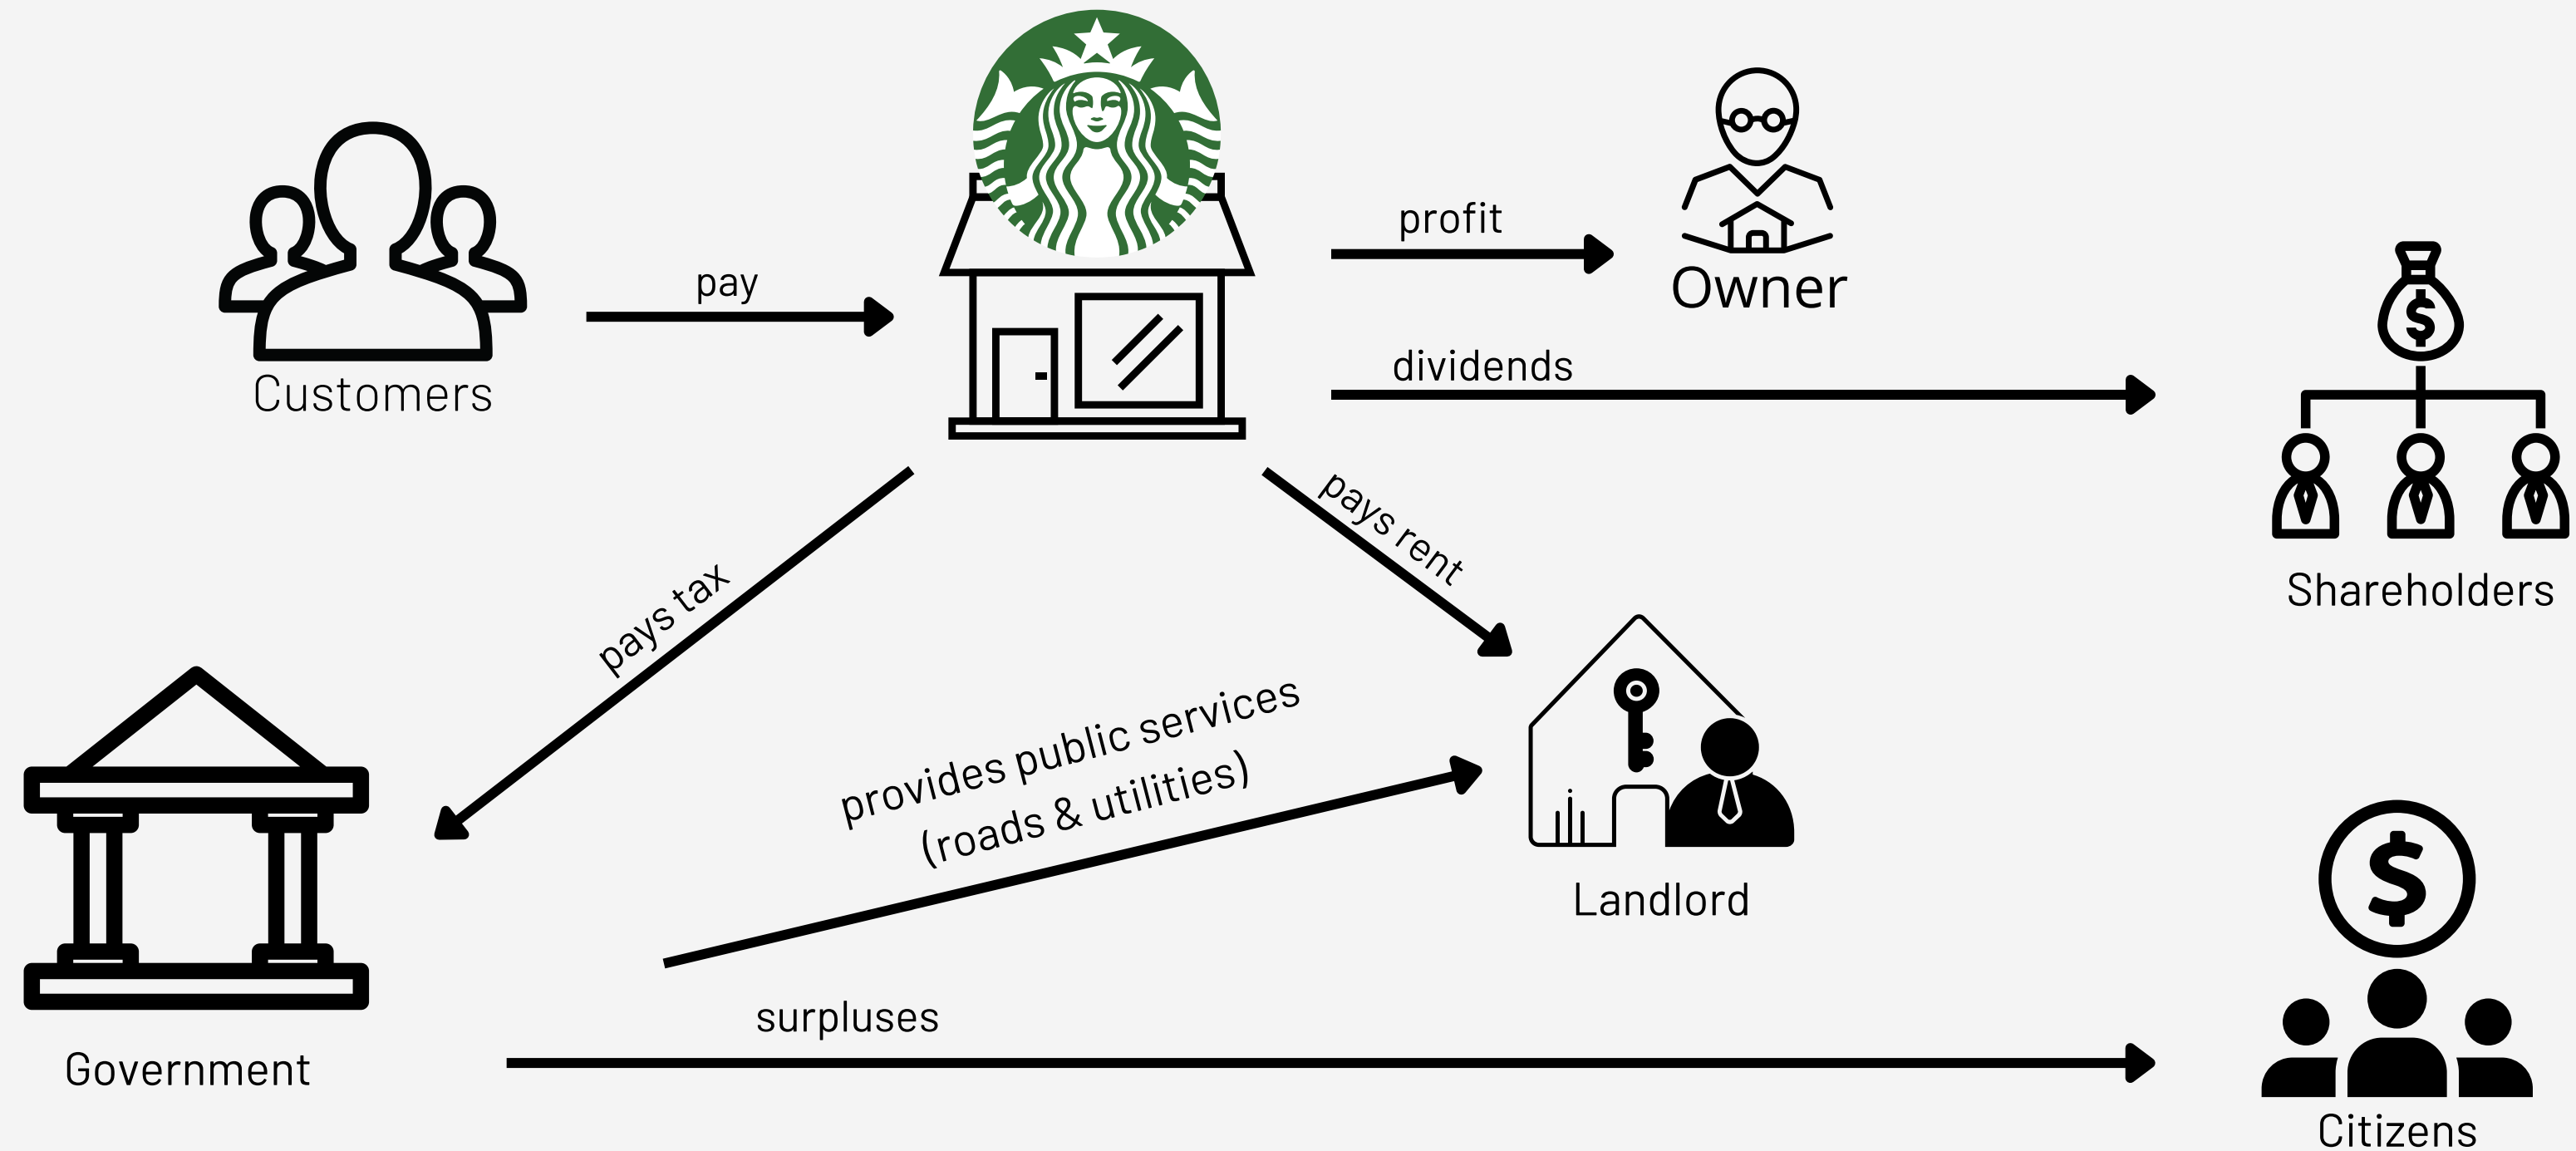 profit
Owner
pay
Customers
dividends
pays rent
Shareholders
pays tax
provides public services
(roads & utilities)
Landlord
surpluses
Government
Citizens